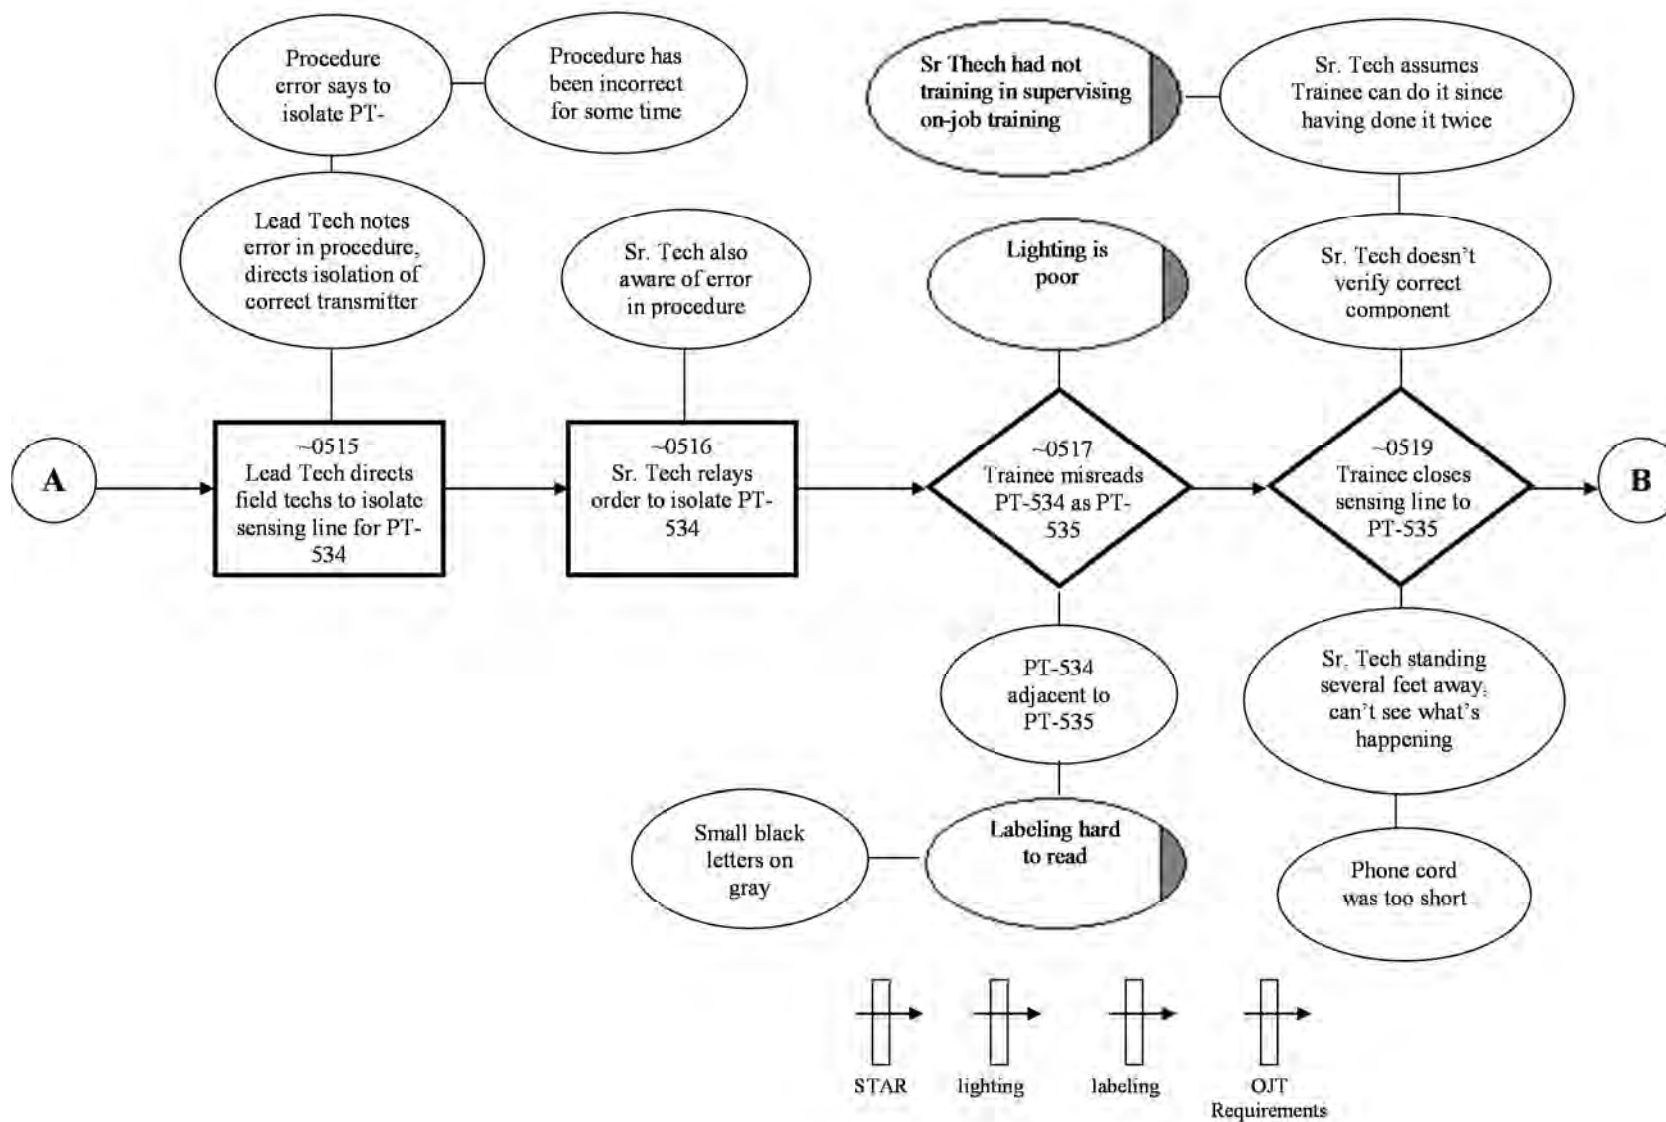 Procedure
error says to
isolate PT-
Procedure has
been incorrect
for some time
Sr Thech had not
training in supervising
on-job training
Sr. Tech assumes
Trainee can do it since
having done it twice
Lead Tech notes
error in procedure,
directs isolation of
correct transmitter
Sr. Tech also
aware of error
in procedure
Lighting is
poor
Sr. Tech doesn't
verify correct
component
A
~0515
Lead Tech directs
field techs to isolate
sensing line for PT-
534
~0516
Sr. Tech relays
order to isolate PT-
534
~0517
Trainee misreads
PT-534 as PT-
535
~0519
Trainee closes
sensing line to
PT-535
B
PT-534
adjacent to
PT-535
Sr. Tech standing
several feet away,
can't see what's
happening
Small black
letters on
gray
Labeling hard
to read
Phone cord
was too short
STAR
lighting
labeling
OJT
Requirements